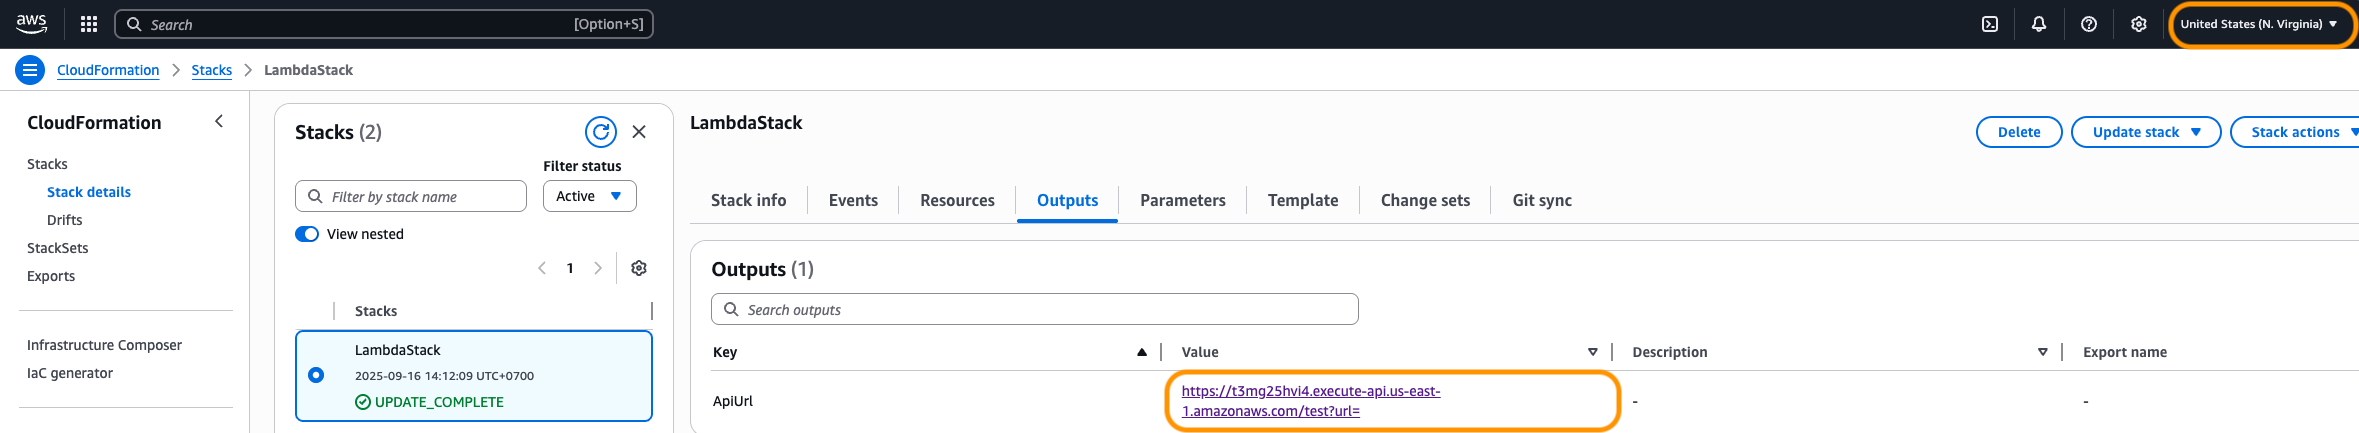 aws
Search
[Option+S]
United States (N. Virginia)
CloudFormation
Stacks
LambdaStack
CloudFormation
Stacks
Stack details
Drifts
StackSets
Exports
Infrastructure Composer
IaC generator
Stacks (2)
Filter status
Filter by stack name
Active
View nested
1
Stacks
LambdaStack
2025-09-16 14:12:09 UTC+0700
UPDATE_COMPLETE
LambdaStack
Delete
Update stack
Stack actions
Stack info
Events
Resources
Outputs
Parameters
Template
Change sets
Git sync
Outputs (1)
Search outputs
Key
Value
Description
Export name
ApiUrl
https://t3mg25hvi4.execute-api.us-east-
1.amazonaws.com/test?url=
-
-